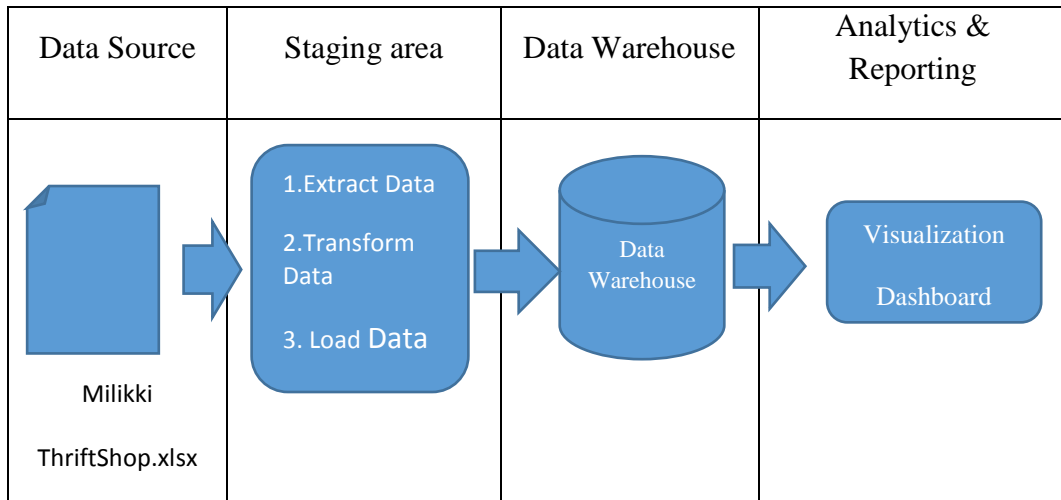 Data Source
Staging area
Data Warehouse
Analytics &
Reporting
Milikki
ThriftShop.xlsx
1.Extract Data
2.Transform
Data
3. Load Data
Data
Warehouse
Visualization
Dashboard